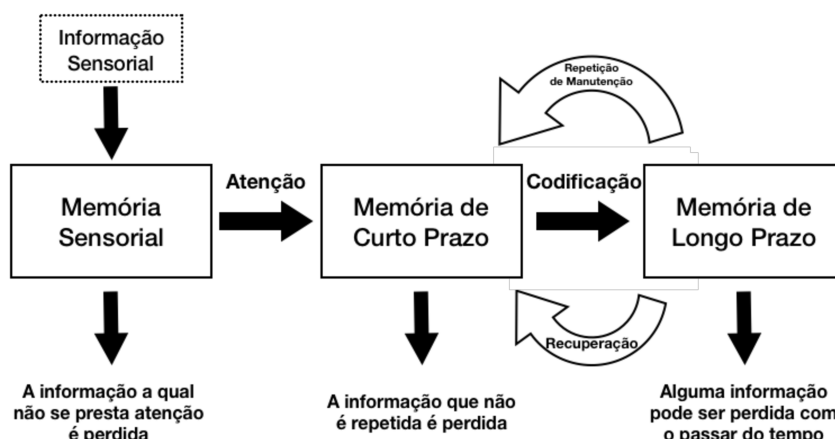 Informação
Sensorial
Repetição
de Manutenção
Memória
Sensorial
Atenção
Memória de
Curto Prazo
Codificação
Memória de
Longo Prazo
Recuperação
A informação a qual
não se presta atenção
é perdida
A informação que não
é repetida é perdida
Alguma informação
pode ser perdida com
o passar do tempo